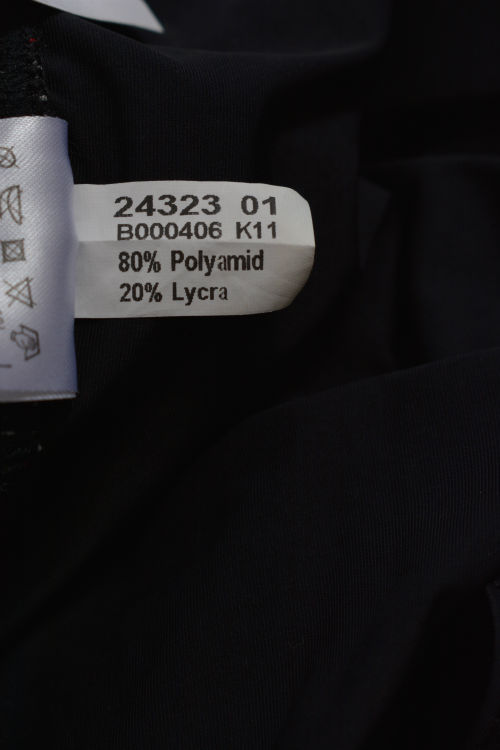 24323 01
B000406 K11
80% Polyamid
20% Lycra